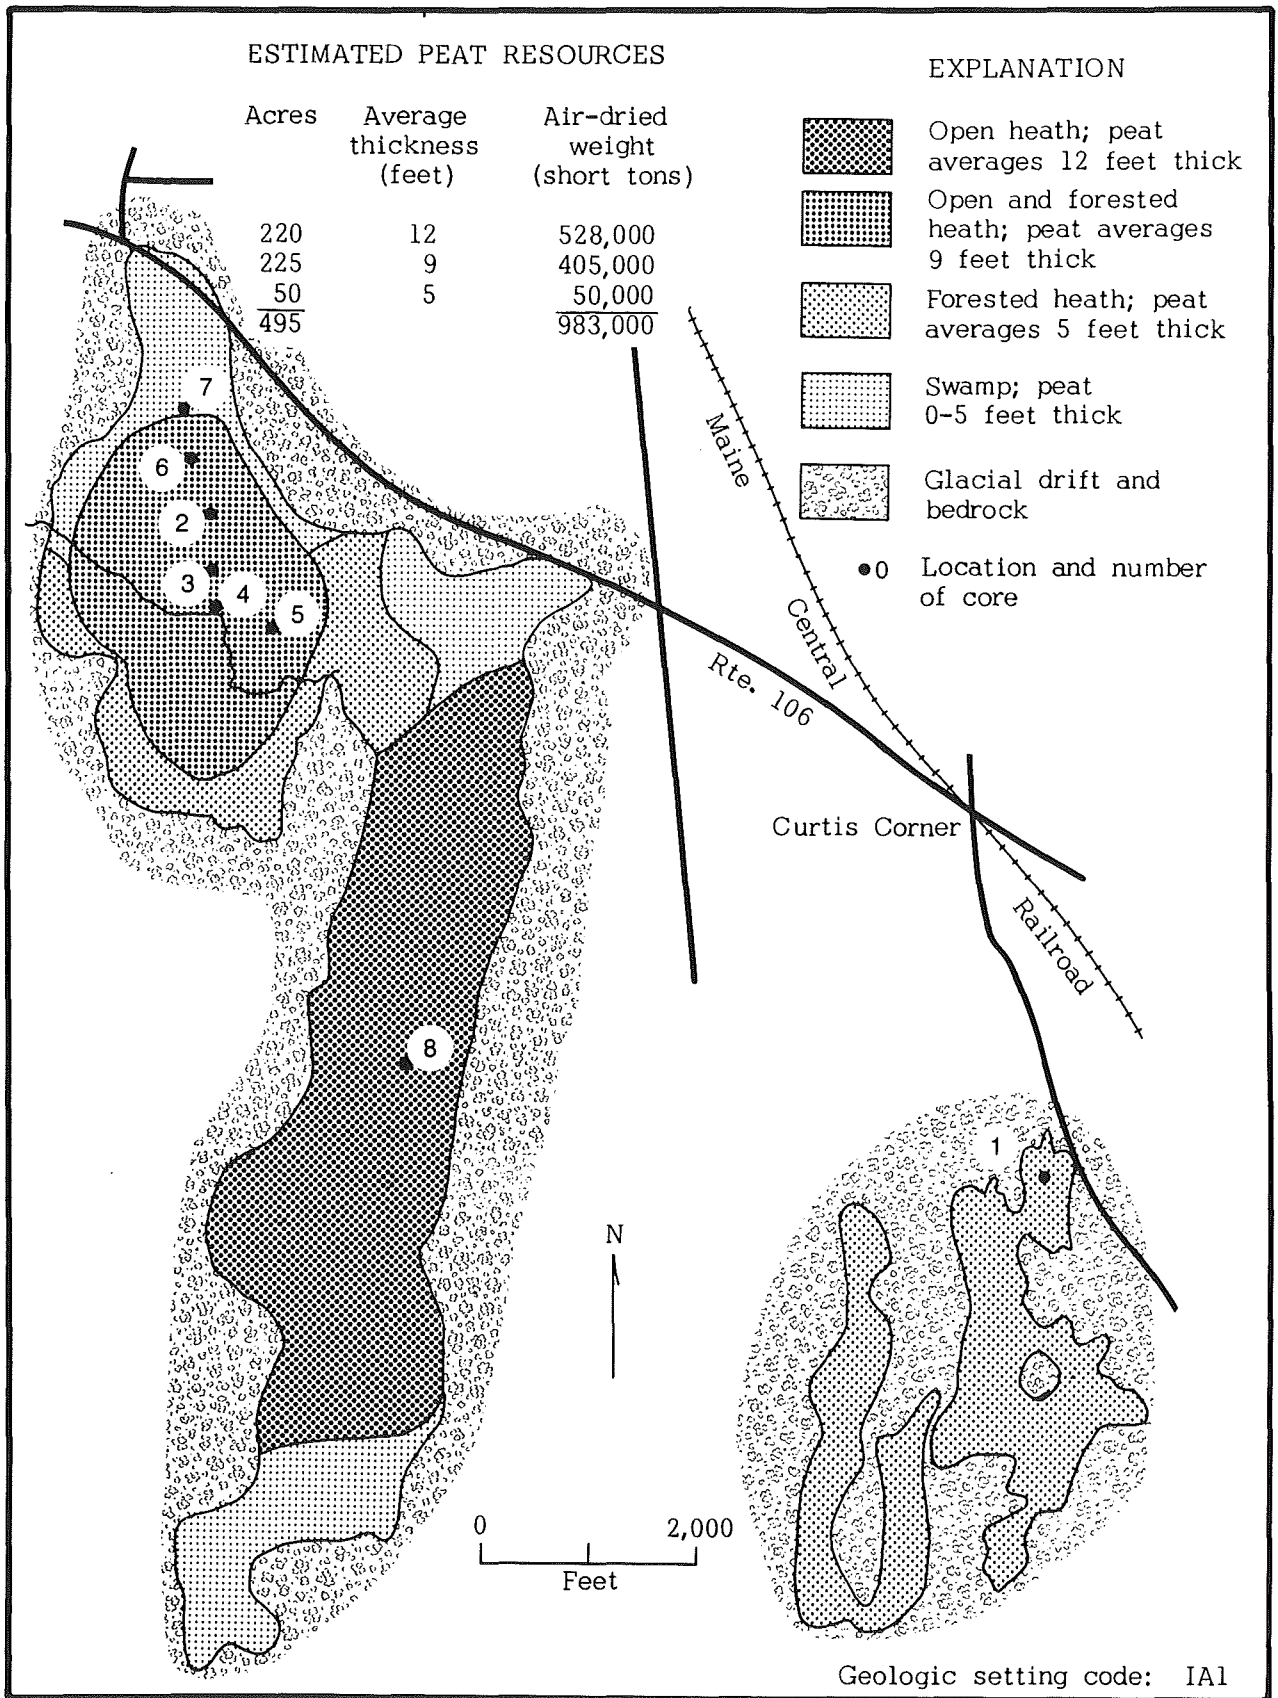 ESTIMATED PEAT RESOURCES
Acres Average thickness (feet) Air-dried weight (short tons)
220 12 528,000
225 9 405,000
50 5 50,000
495 983,000
EXPLANATION
Open heath; peat
averages 12 feet thick
Open and forested
heath; peat averages
9 feet thick
Forested heath; peat
averages 5 feet thick
Swamp; peat
0-5 feet thick
Glacial drift and
bedrock
0 Location and number
of core
7
6
2
3
4
5
8
1
Maine
Central
Railroad
Rte. 106
Curtis Corner
N
0 2,000
Feet
Geologic setting code: IA1